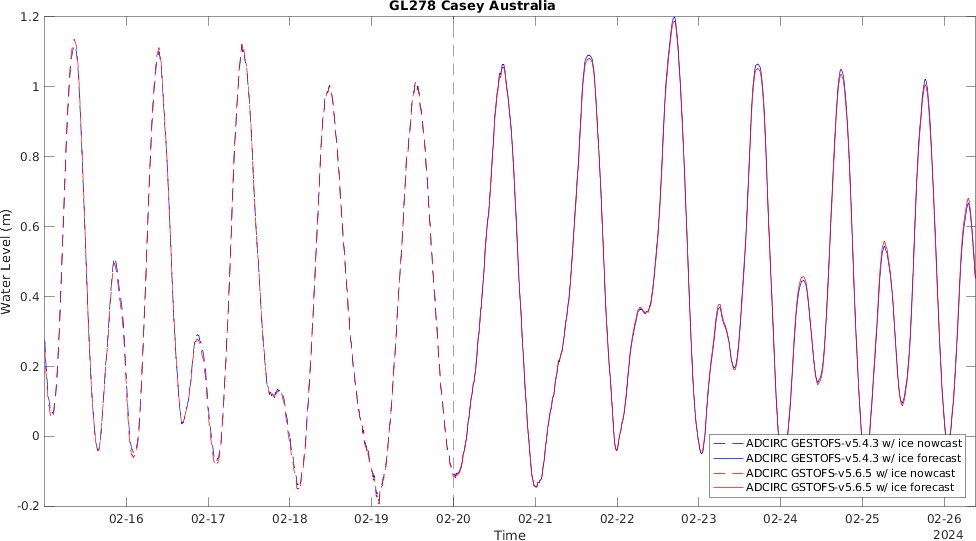 GL278 Casey Australia
1.2
1
0.8
0.6
0.4
0.2
0
-0.2
Water Level (m)
ADCIRC GESTOFS-v5.4.3 w/ ice nowcast
ADCIRC GESTOFS-v5.4.3 w/ ice forecast
ADCIRC GSTOFS-v5.6.5 w/ ice nowcast
ADCIRC GSTOFS-v5.6.5 w/ ice forecast
02-16 02-17 02-18 02-19 02-20 02-21 02-22 02-23 02-24 02-25 02-26
2024
Time